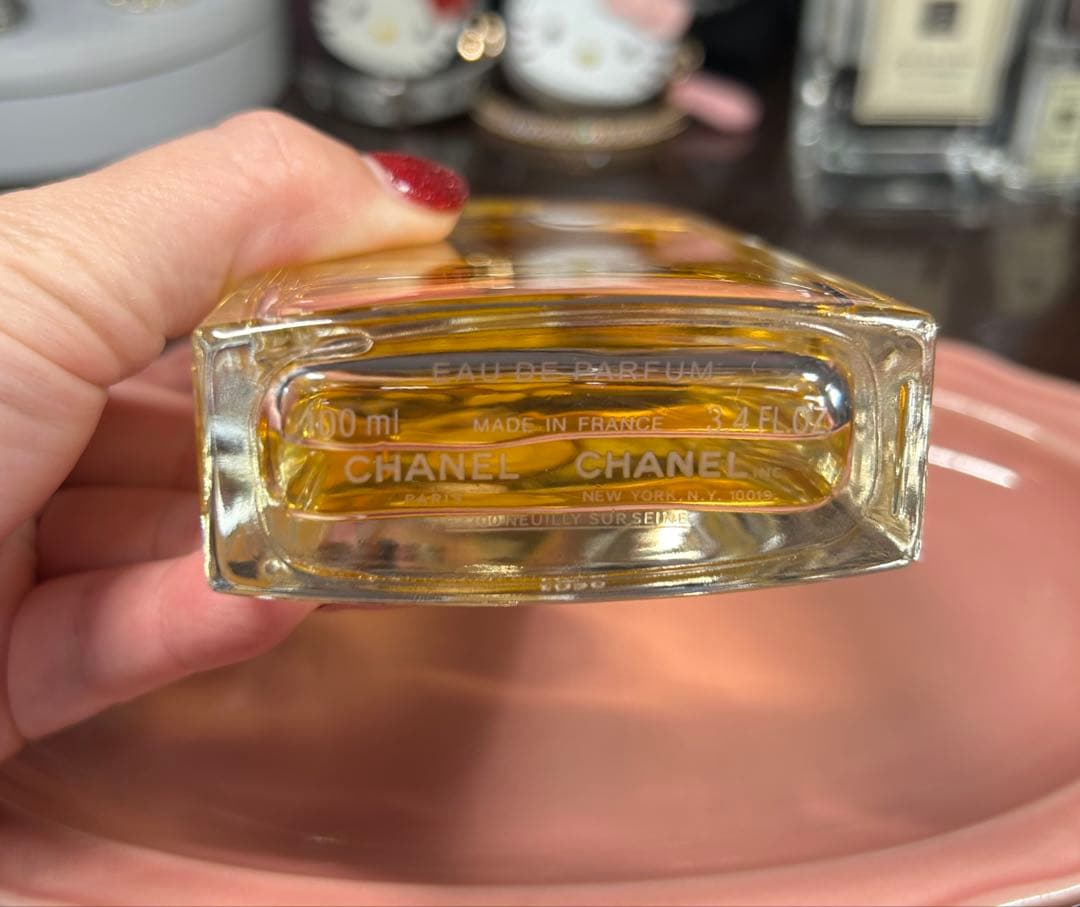 EAU DE PARFUM
100 ml MADE IN FRANCE 3.4 FL.OZ
CHANEL CHANEL INC
PARIS NEW YORK, N.Y. 10019
NEUILLY SUR SEINE